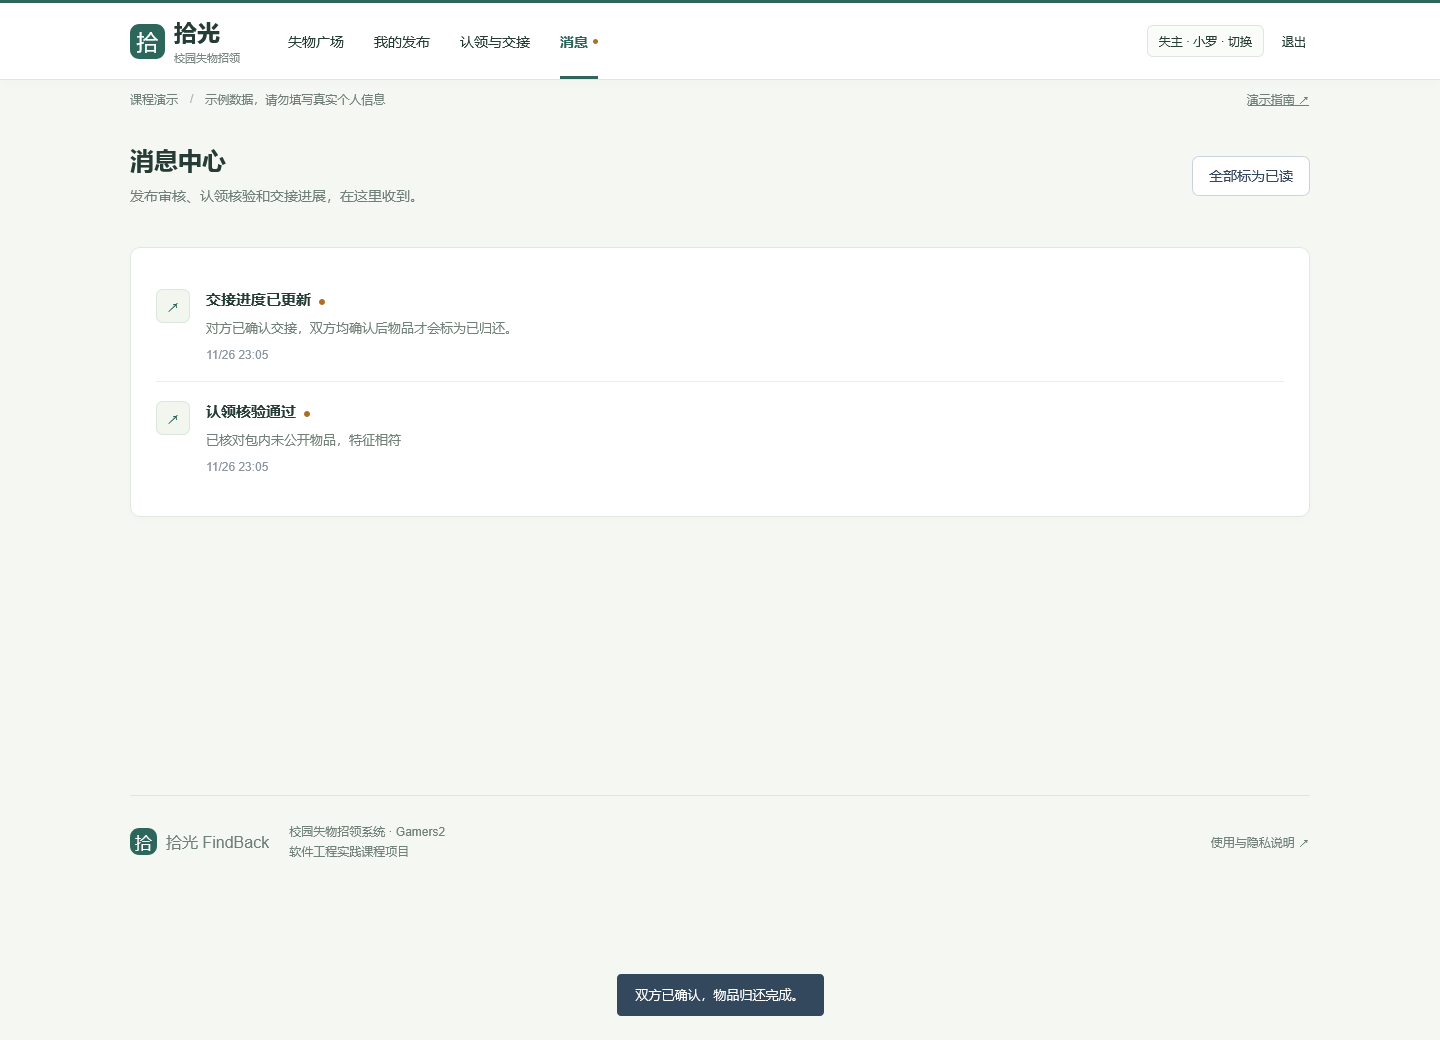 拾 拾光
校园失物招领
失物广场 我的发布 认领与交接 消息
失主 · 小罗 · 切换 退出
课程演示 / 示例数据，请勿填写真实个人信息
演示指南 ↗
消息中心
发布审核、认领核验和交接进展，在这里收到。
全部标为已读
↗ 交接进度已更新
对方已确认交接，双方均确认后物品才会标为已归还。
11/26 23:05
↗ 认领核验通过
已核对包内未公开物品，特征相符
11/26 23:05
拾 拾光 FindBack
校园失物招领系统 · Gamers2
软件工程实践课程项目
使用与隐私说明 ↗
双方已确认，物品归还完成。